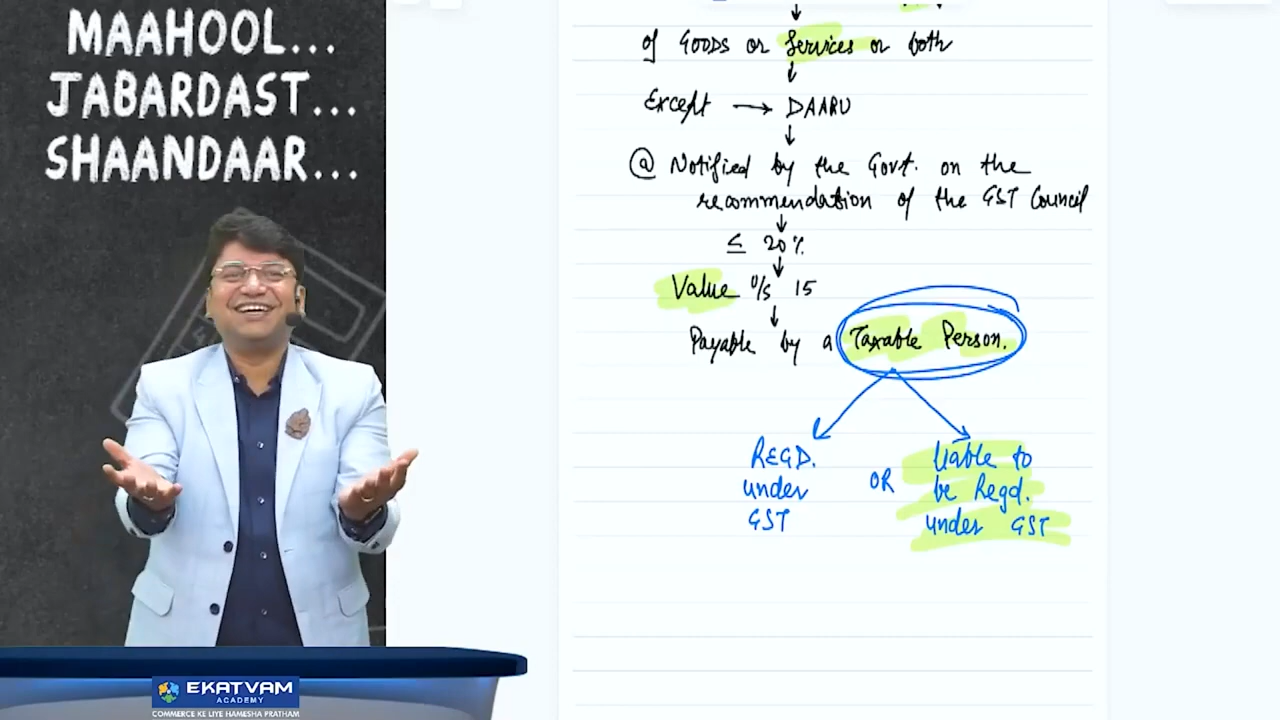 MAAHOOL...
JABARDAST...
SHAANDAAR...
of Goods or Services or both
Except → DAARU
@ Notified by the Govt. on the
recommendation of the GST Council
≤ 20%
Value u/s 15
Payable by a Taxable Person.
REGD.
under
GST
OR
liable to
be Regd.
under GST
EKATVAM
ACADEMY
COMMERCE KE LIYE HAMESHA PRATHAM